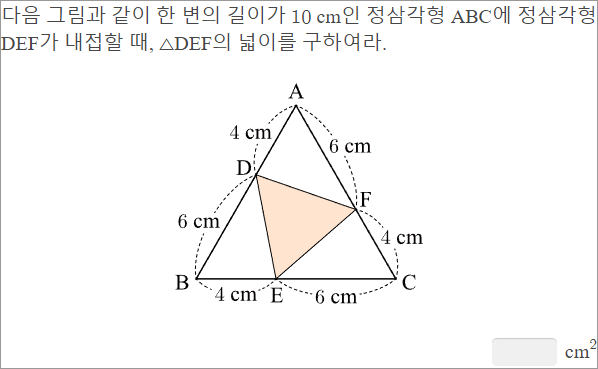 다음 그림과 같이 한 변의 길이가 10 cm인 정삼각형 ABC에 정삼각형
DEF가 내접할 때, △DEF의 넓이를 구하여라.
A
4 cm
6 cm
D
F
6 cm
4 cm
B
4 cm
E
6 cm
C
cm²